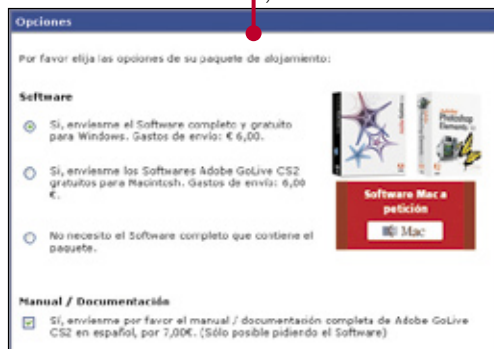 Opciones
Por favor elija las opciones de su paquete de alojamiento:
Software
Sí, envíenme el Software completo y gratuito
para Windows. Gastos de envío: € 6,00.
Sí, envíenme los Softwares Adobe GoLive CS2
gratuitos para Macintosh. Gastos de envío: 6,00
€.
No necesito el Software completo que contiene el
paquete.
Adobe
Photoshop
Elements
Software Mac a
petición
Mac
Manual / Documentación
Sí, envíenme por favor el manual / documentación completa de Adobe GoLive
CS2 en español, por 7,00€. (Sólo posible pidiendo el Software)